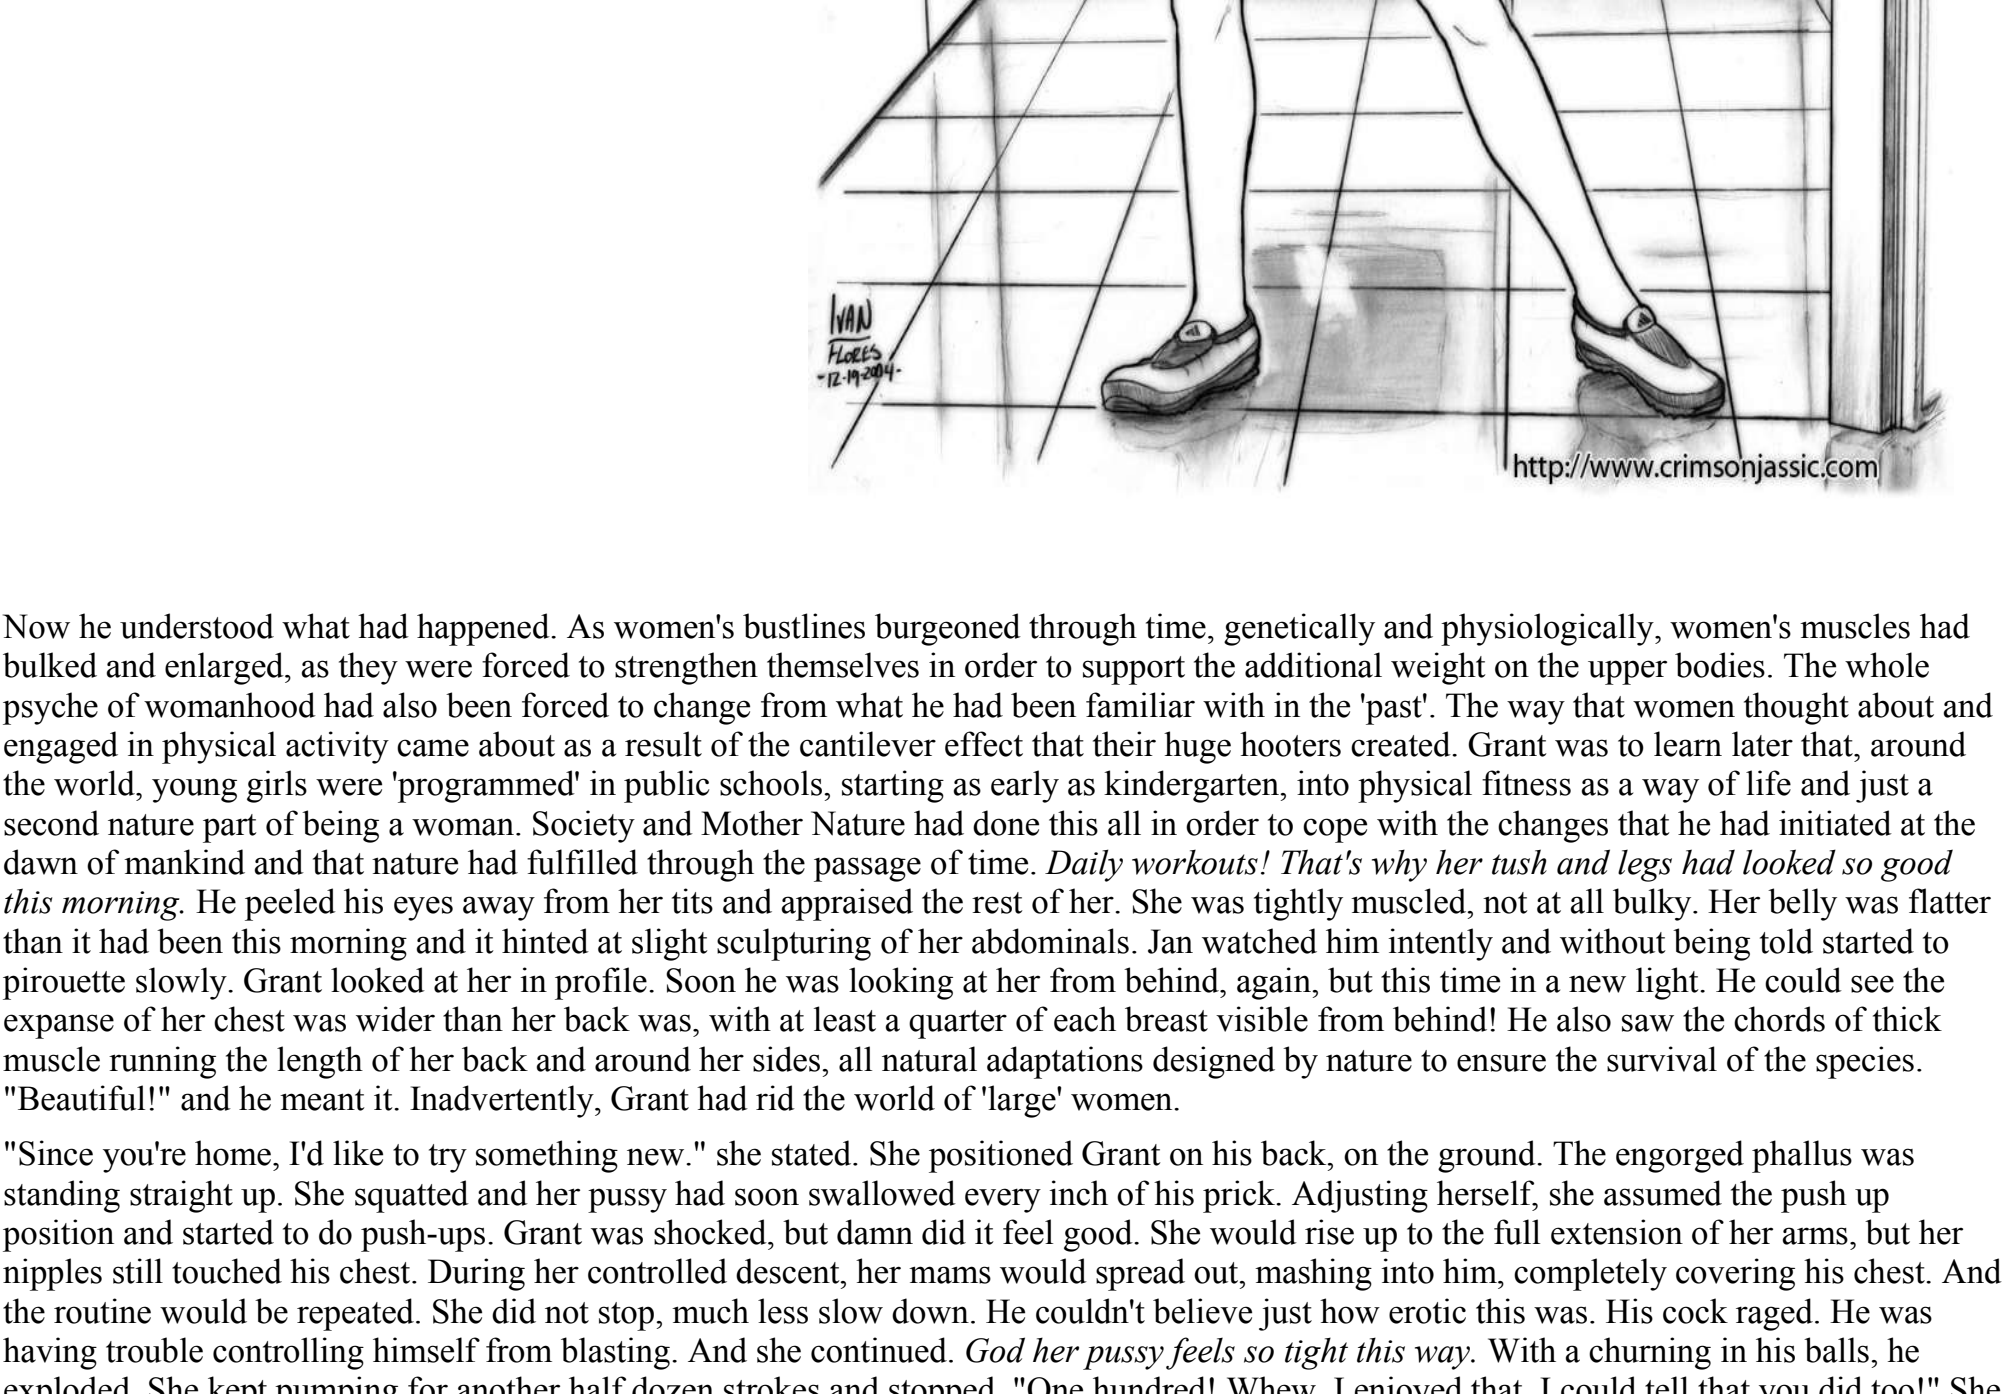 IVAN
FLORES
-12-19-2004-
http://www.crimsonjassic.com
Now he understood what had happened. As women's bustlines burgeoned through time, genetically and physiologically, women's muscles had
bulked and enlarged, as they were forced to strengthen themselves in order to support the additional weight on the upper bodies. The whole
psyche of womanhood had also been forced to change from what he had been familiar with in the 'past'. The way that women thought about and
engaged in physical activity came about as a result of the cantilever effect that their huge hooters created. Grant was to learn later that, around
the world, young girls were 'programmed' in public schools, starting as early as kindergarten, into physical fitness as a way of life and just a
second nature part of being a woman. Society and Mother Nature had done this all in order to cope with the changes that he had initiated at the
dawn of mankind and that nature had fulfilled through the passage of time. Daily workouts! That's why her tush and legs had looked so good
this morning. He peeled his eyes away from her tits and appraised the rest of her. She was tightly muscled, not at all bulky. Her belly was flatter
than it had been this morning and it hinted at slight sculpturing of her abdominals. Jan watched him intently and without being told started to
pirouette slowly. Grant looked at her in profile. Soon he was looking at her from behind, again, but this time in a new light. He could see the
expanse of her chest was wider than her back was, with at least a quarter of each breast visible from behind! He also saw the chords of thick
muscle running the length of her back and around her sides, all natural adaptations designed by nature to ensure the survival of the species.
"Beautiful!" and he meant it. Inadvertently, Grant had rid the world of 'large' women.
"Since you're home, I'd like to try something new." she stated. She positioned Grant on his back, on the ground. The engorged phallus was
standing straight up. She squatted and her pussy had soon swallowed every inch of his prick. Adjusting herself, she assumed the push up
position and started to do push-ups. Grant was shocked, but damn did it feel good. She would rise up to the full extension of her arms, but her
nipples still touched his chest. During her controlled descent, her mams would spread out, mashing into him, completely covering his chest. And
the routine would be repeated. She did not stop, much less slow down. He couldn't believe just how erotic this was. His cock raged. He was
having trouble controlling himself from blasting. And she continued. God her pussy feels so tight this way. With a churning in his balls, he
exploded. She kept pumping for another half dozen strokes and stopped. "One hundred! Whew, I enjoyed that, I could tell that you did too!" She